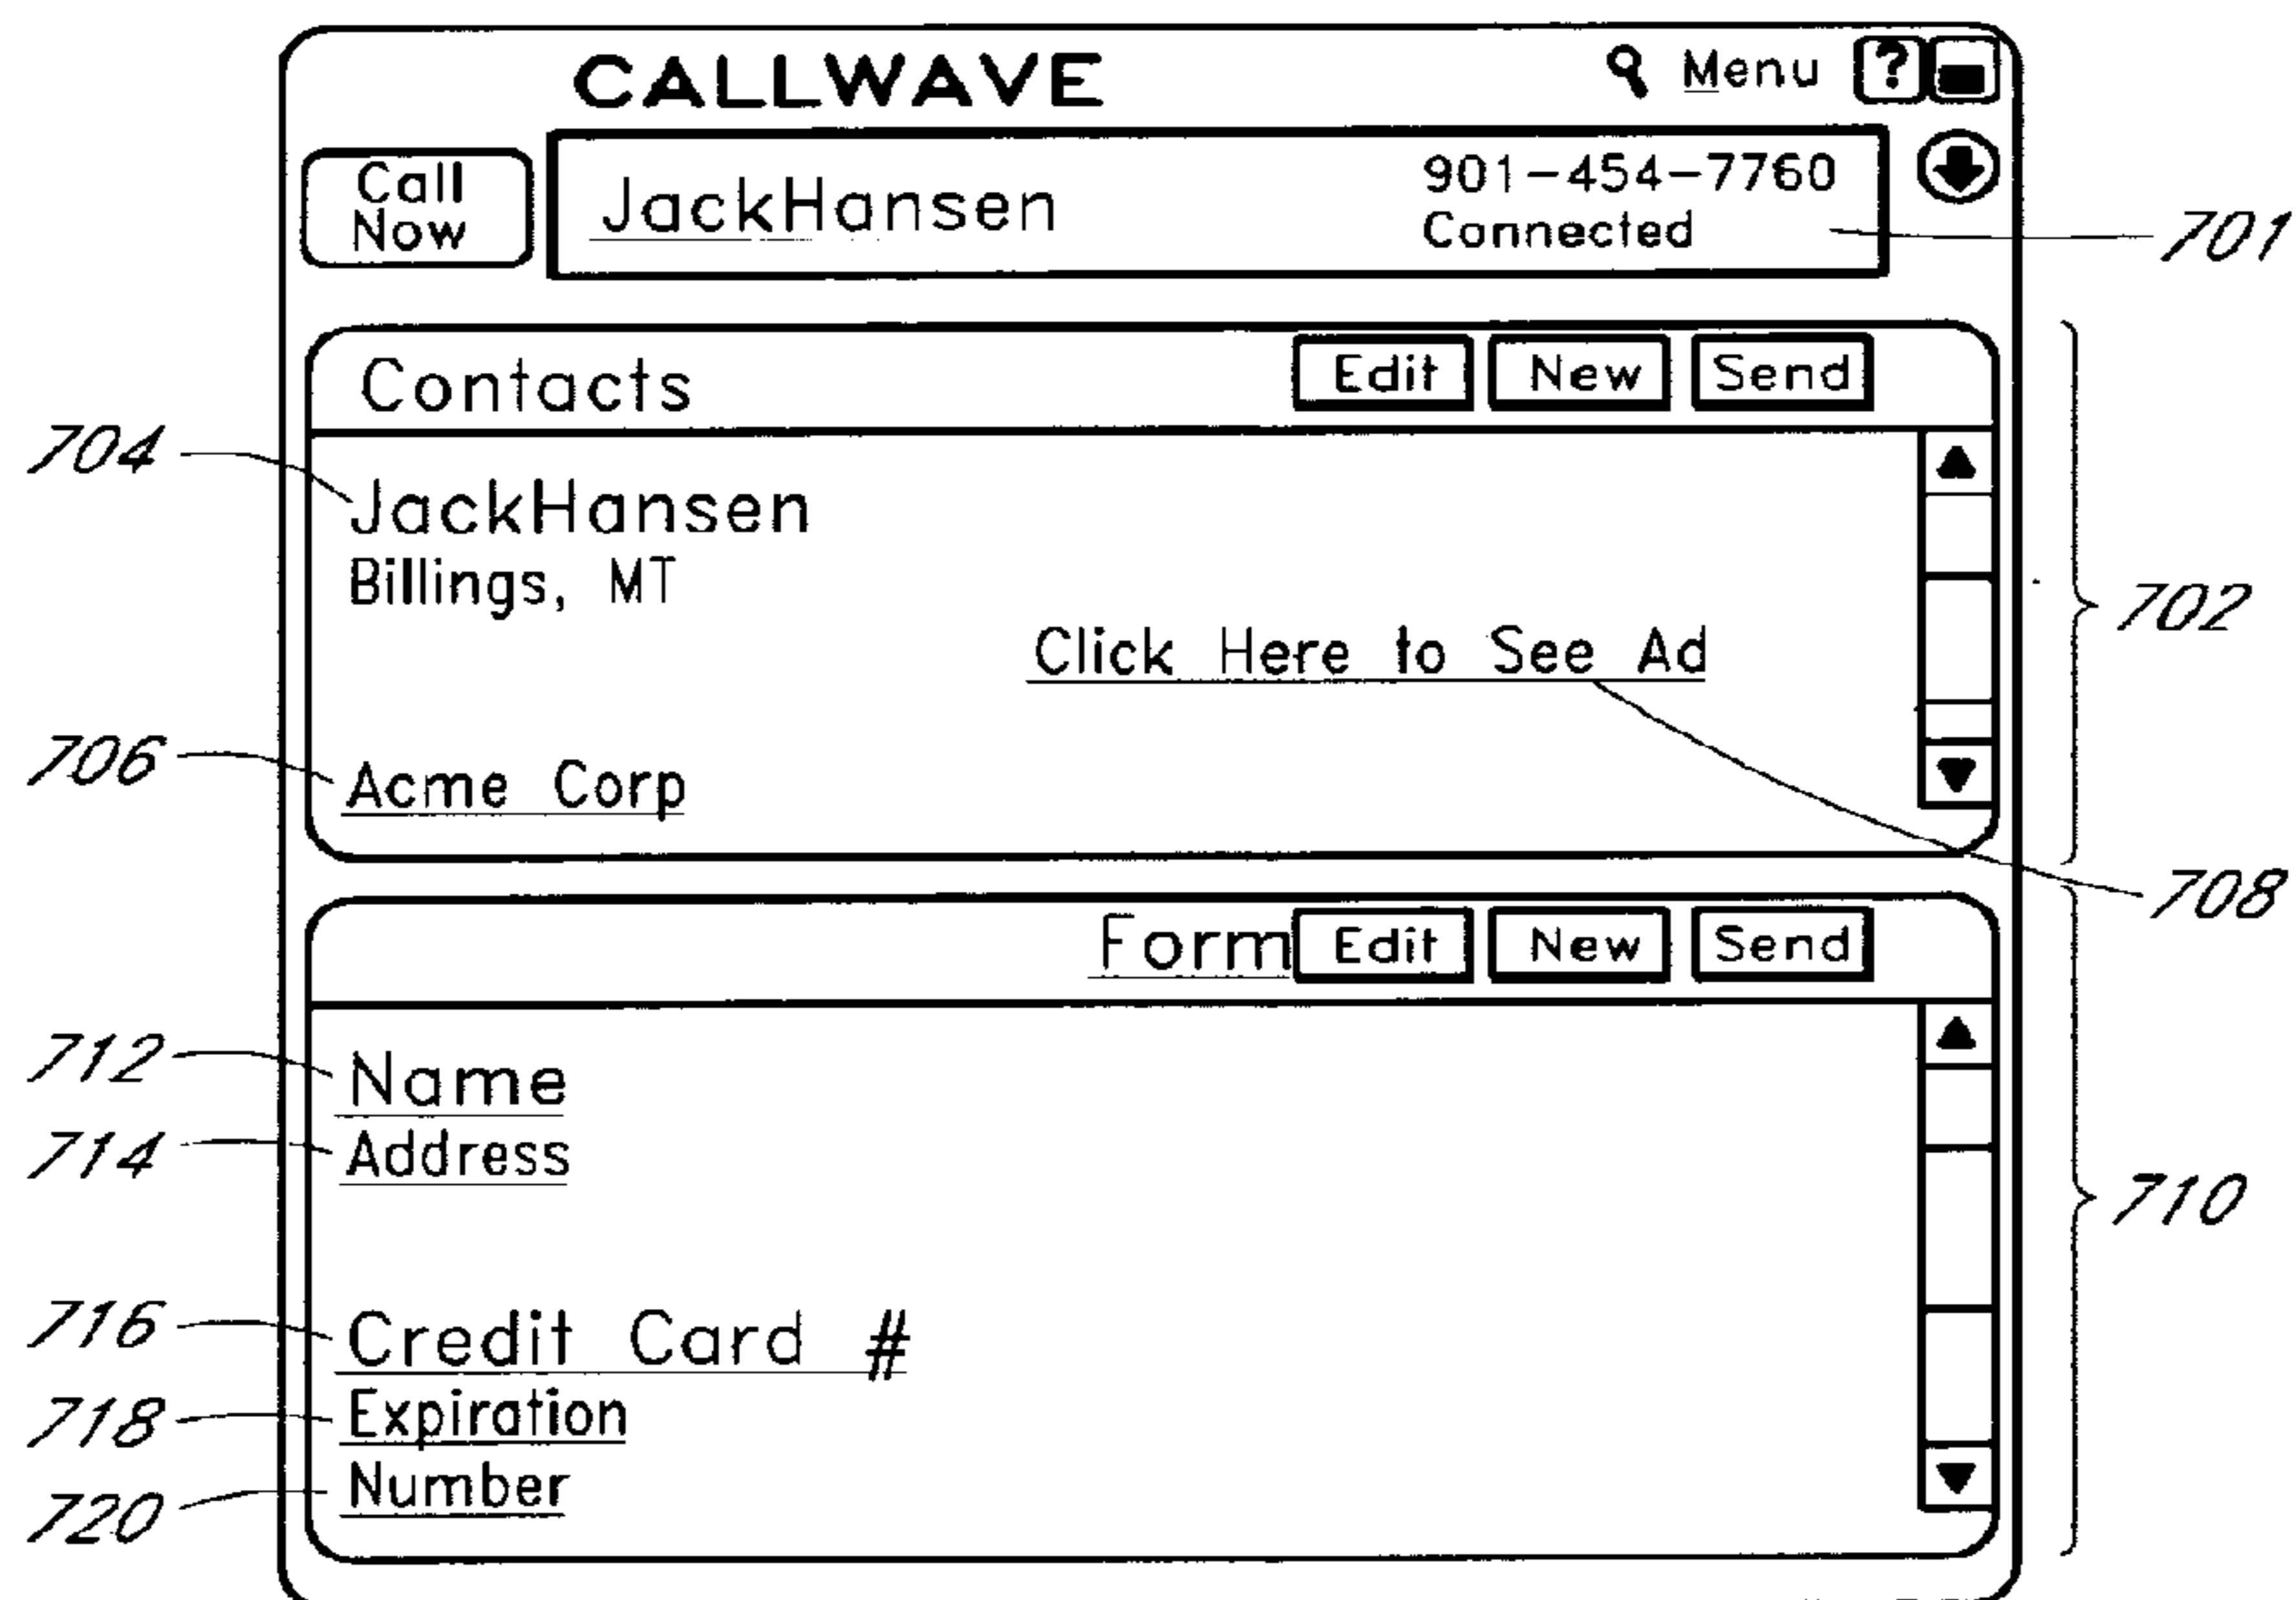 CALLWAVE Menu ?
Call
Now
JackHansen
901-454-7760
Connected
701
Contacts Edit New Send
704
JackHansen
Billings, MT
702
Click Here to See Ad
706
Acme Corp
708
Form Edit New Send
712
Name
714
Address
710
716
Credit Card #
718
Expiration
720
Number